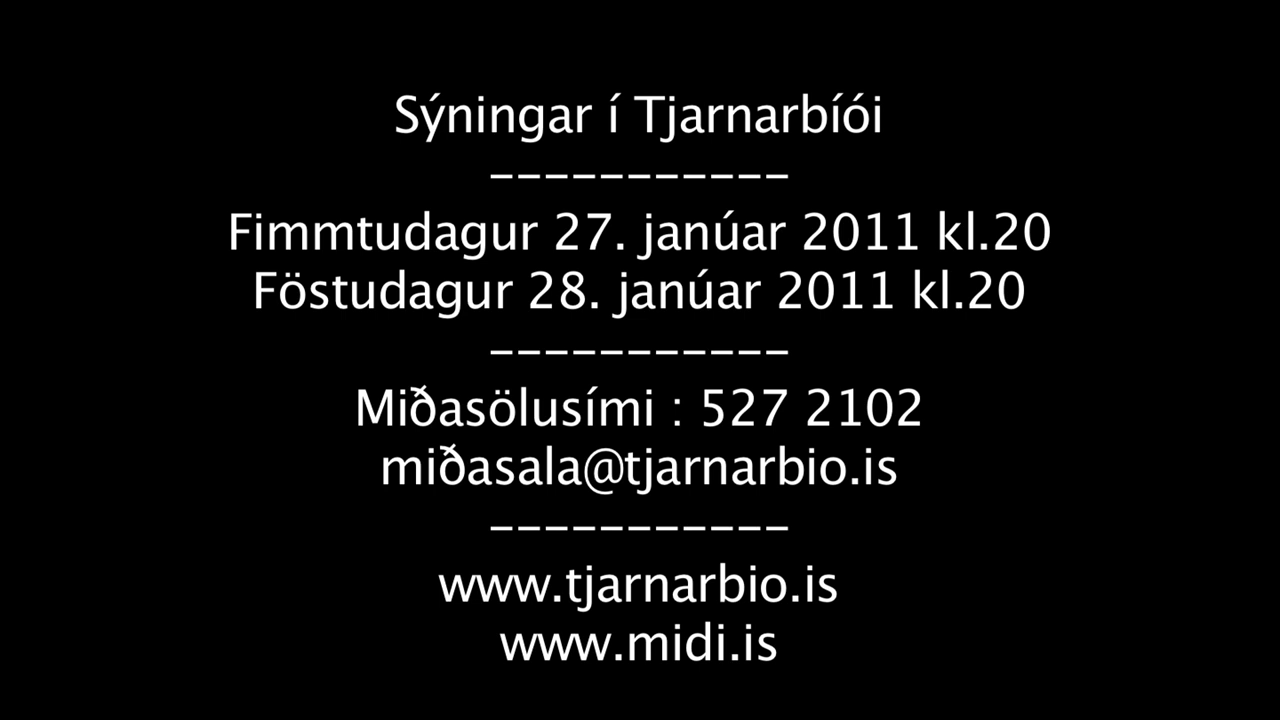 Sýningar í Tjarnarbíói
-----------
Fimmtudagur 27. janúar 2011 kl.20
Föstudagur 28. janúar 2011 kl.20
-----------
Miðasölusími : 527 2102
miðasala@tjarnarbio.is
-----------
www.tjarnarbio.is
www.midi.is